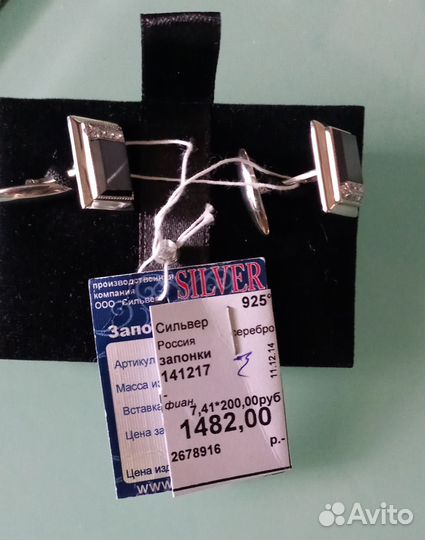 производственная
компания
ООО "Сильве
SILVER
925°
Запо
Артикул
Масса из
Вставка
Цена за
Цена изд
www.
Сильвер
серебро
Россия
запонки
141217
11.12.14
-
фиан.
7,41*200,00руб
1482,00
2678916
р.-
Avito